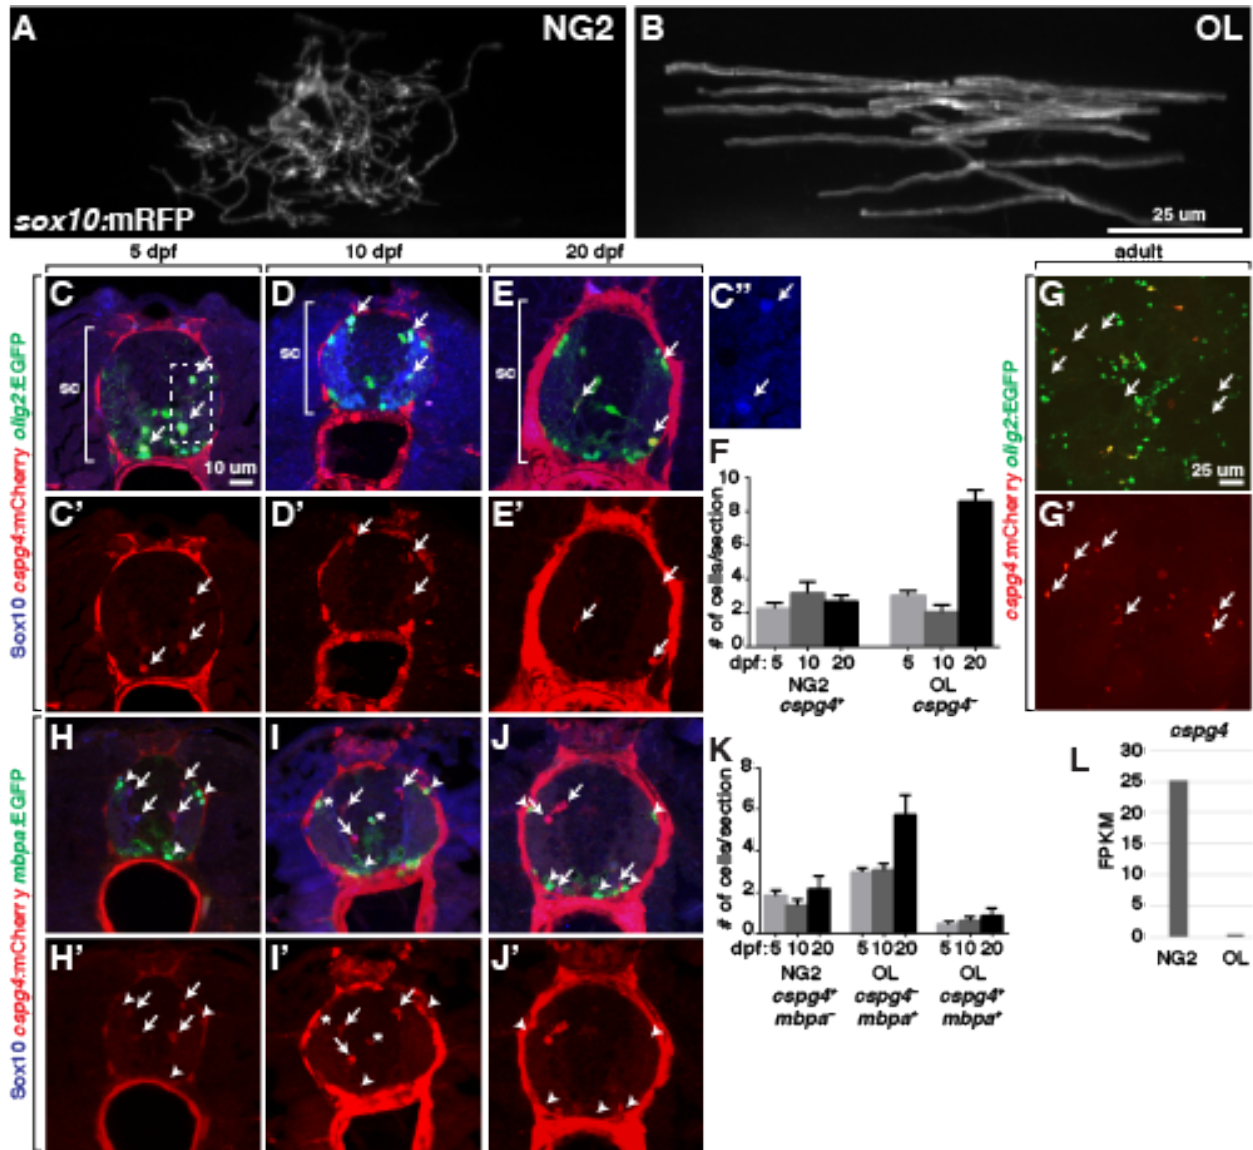 A NG2
sox10:mRFP
B OL
25 um
5 dpf
10 dpf
20 dpf
adult
Sox10 cspg4:mCherry olig2:EGFP
C
sc
10 um
D
sc
E
sc
C''
cspg4:mCherry olig2:EGFP
G
25 um
C'
D'
E'
F
# of cells/section
10
8
6
4
2
0
dpf: 5 10 20 5 10 20
NG2 OL
cspg4+ cspg4-
G'
Sox10 cspg4:mCherry mbpa:EGFP
H
I
J
K
# of cells/section
8
6
4
2
0
dpf: 5 10 20 5 10 20 5 10 20
NG2 OL OL
cspg4+ cspg4- cspg4+
mbpa- mbpa+ mbpa+
L
cspg4
FPKM
30
25
20
15
10
5
0
NG2 OL
H'
I'
J'